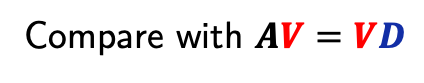 Compare with AV = VD